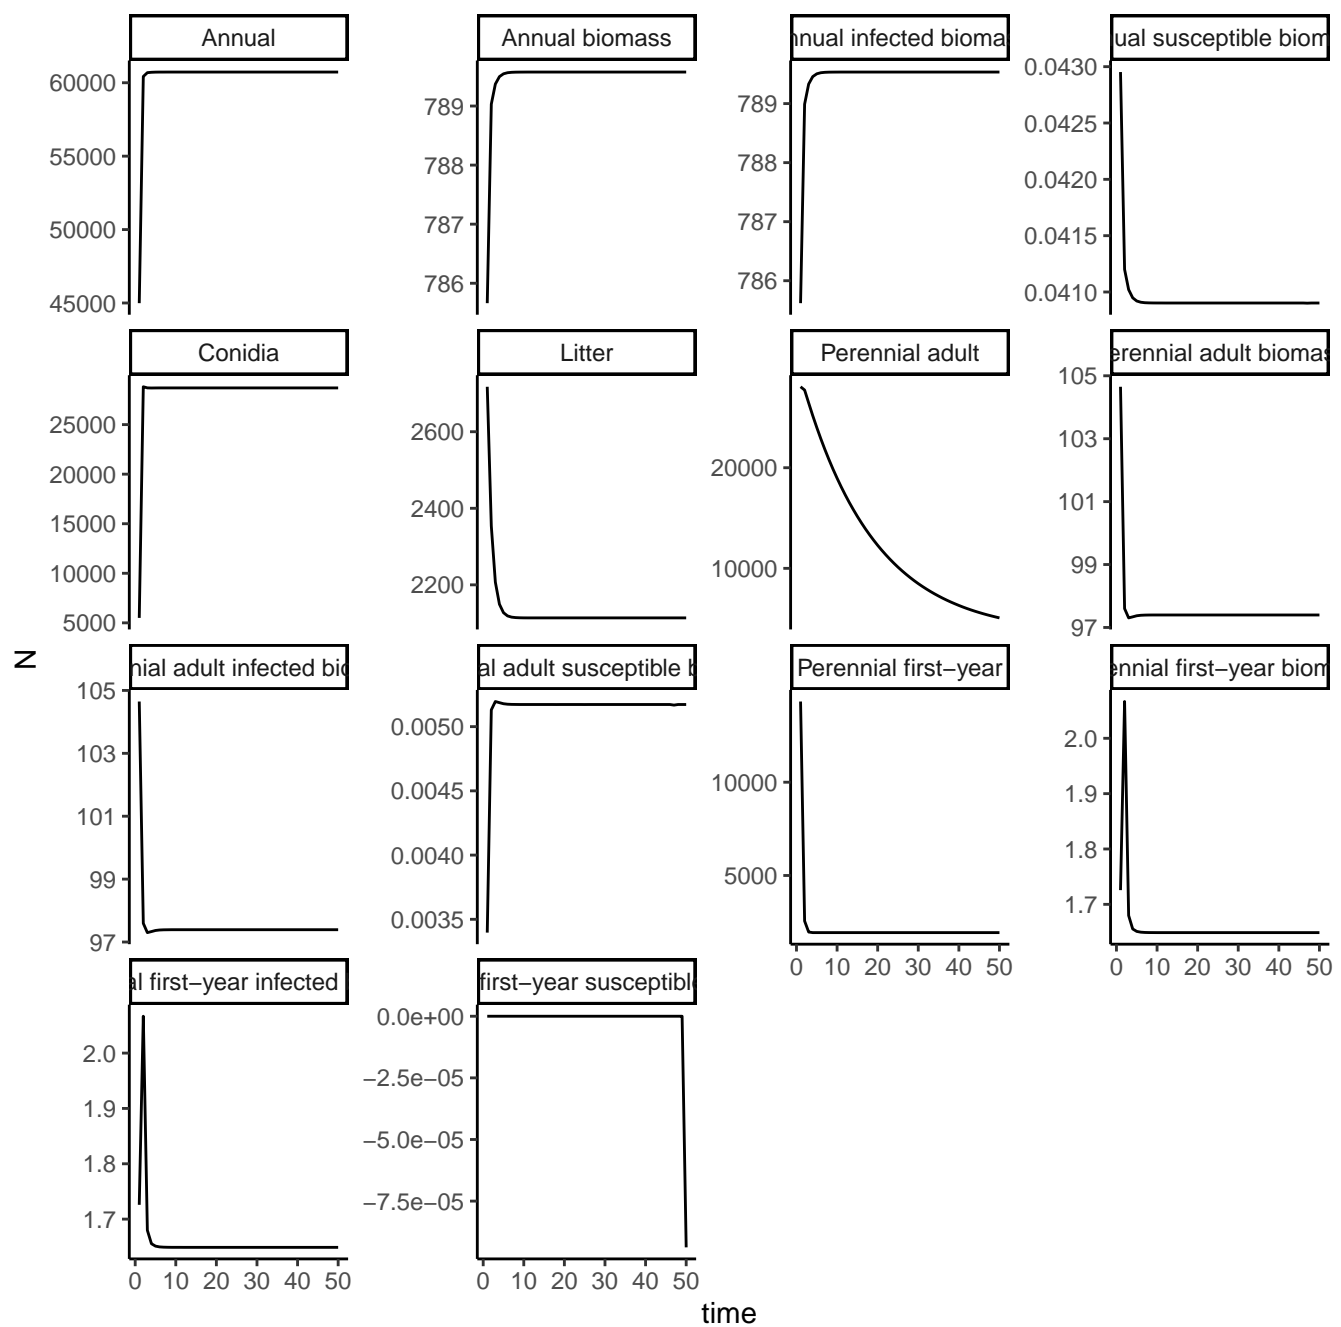 Annual
Annual biomass
nnual infected bioma
ual susceptible biom
60000
55000
50000
45000
789
788
787
786
789
788
787
786
0.0430
0.0425
0.0420
0.0415
0.0410
Conidia
Litter
Perennial adult
erennial adult biomas
25000
20000
15000
10000
5000
2600
2400
2200
20000
10000
105
103
101
99
97
N
nial adult infected bio
al adult susceptible b
Perennial first−year
ennial first−year biom
105
103
101
99
97
0.0050
0.0045
0.0040
0.0035
10000
5000
2.0
1.9
1.8
1.7
0 10 20 30 40 50
0 10 20 30 40 50
al first−year infected
first−year susceptible
2.0
1.9
1.8
1.7
0.0e+00
−2.5e−05
−5.0e−05
−7.5e−05
0 10 20 30 40 50
0 10 20 30 40 50
time